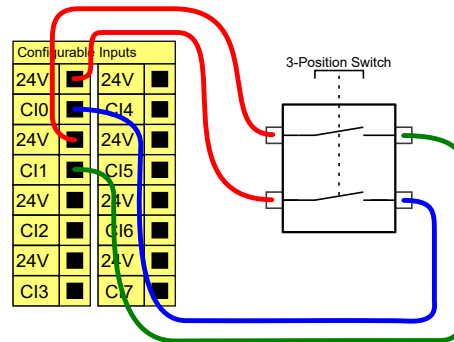 Configurable Inputs
3-Position Switch
24V 24V
CI0 CI4
24V 24V
CI1 CI5
24V 24V
CI2 CI6
24V 24V
CI3 CI7